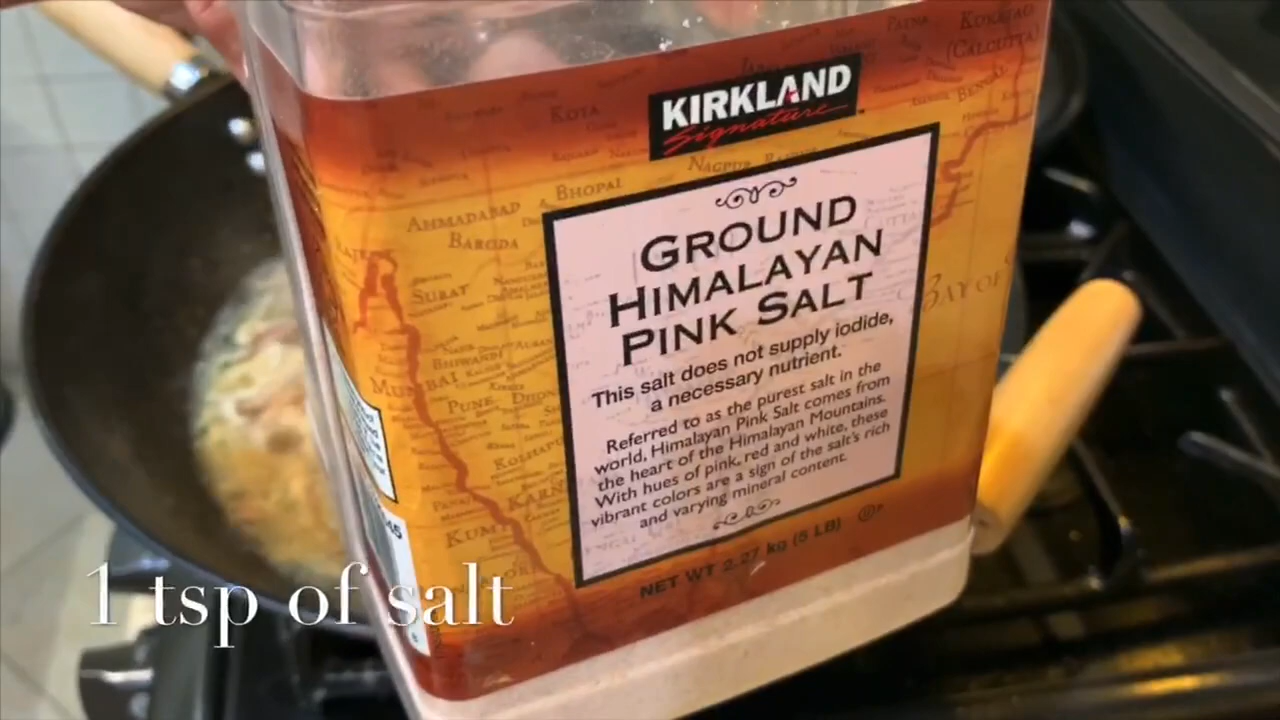 KIRKLAND
Signature
GROUND
HIMALAYAN
PINK SALT
This salt does not supply iodide,
a necessary nutrient.
Referred to as the purest salt in the
world, Himalayan Pink Salt comes from
the heart of the Himalayan Mountains.
With hues of pink, red and white, these
vibrant colors are a sign of the salt's rich
and varying mineral content.
NET WT 2.27 kg (5 LB)
PATNA
(CALCUTTA)
BENGAL
KOTA
NAGPUR
BHOPAL
AHMADABAD
BARODA
SURAT
BHIWANDI
MUMBAI
PUNE
BAY OF
1 tsp of salt